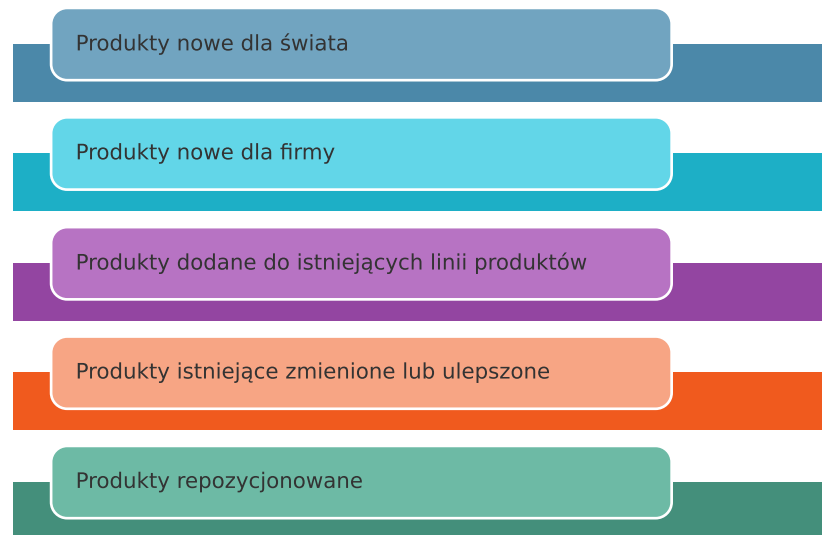 Produkty nowe dla świata
Produkty nowe dla firmy
Produkty dodane do istniejących linii produktów
Produkty istniejące zmienione lub ulepszone
Produkty repozycjonowane